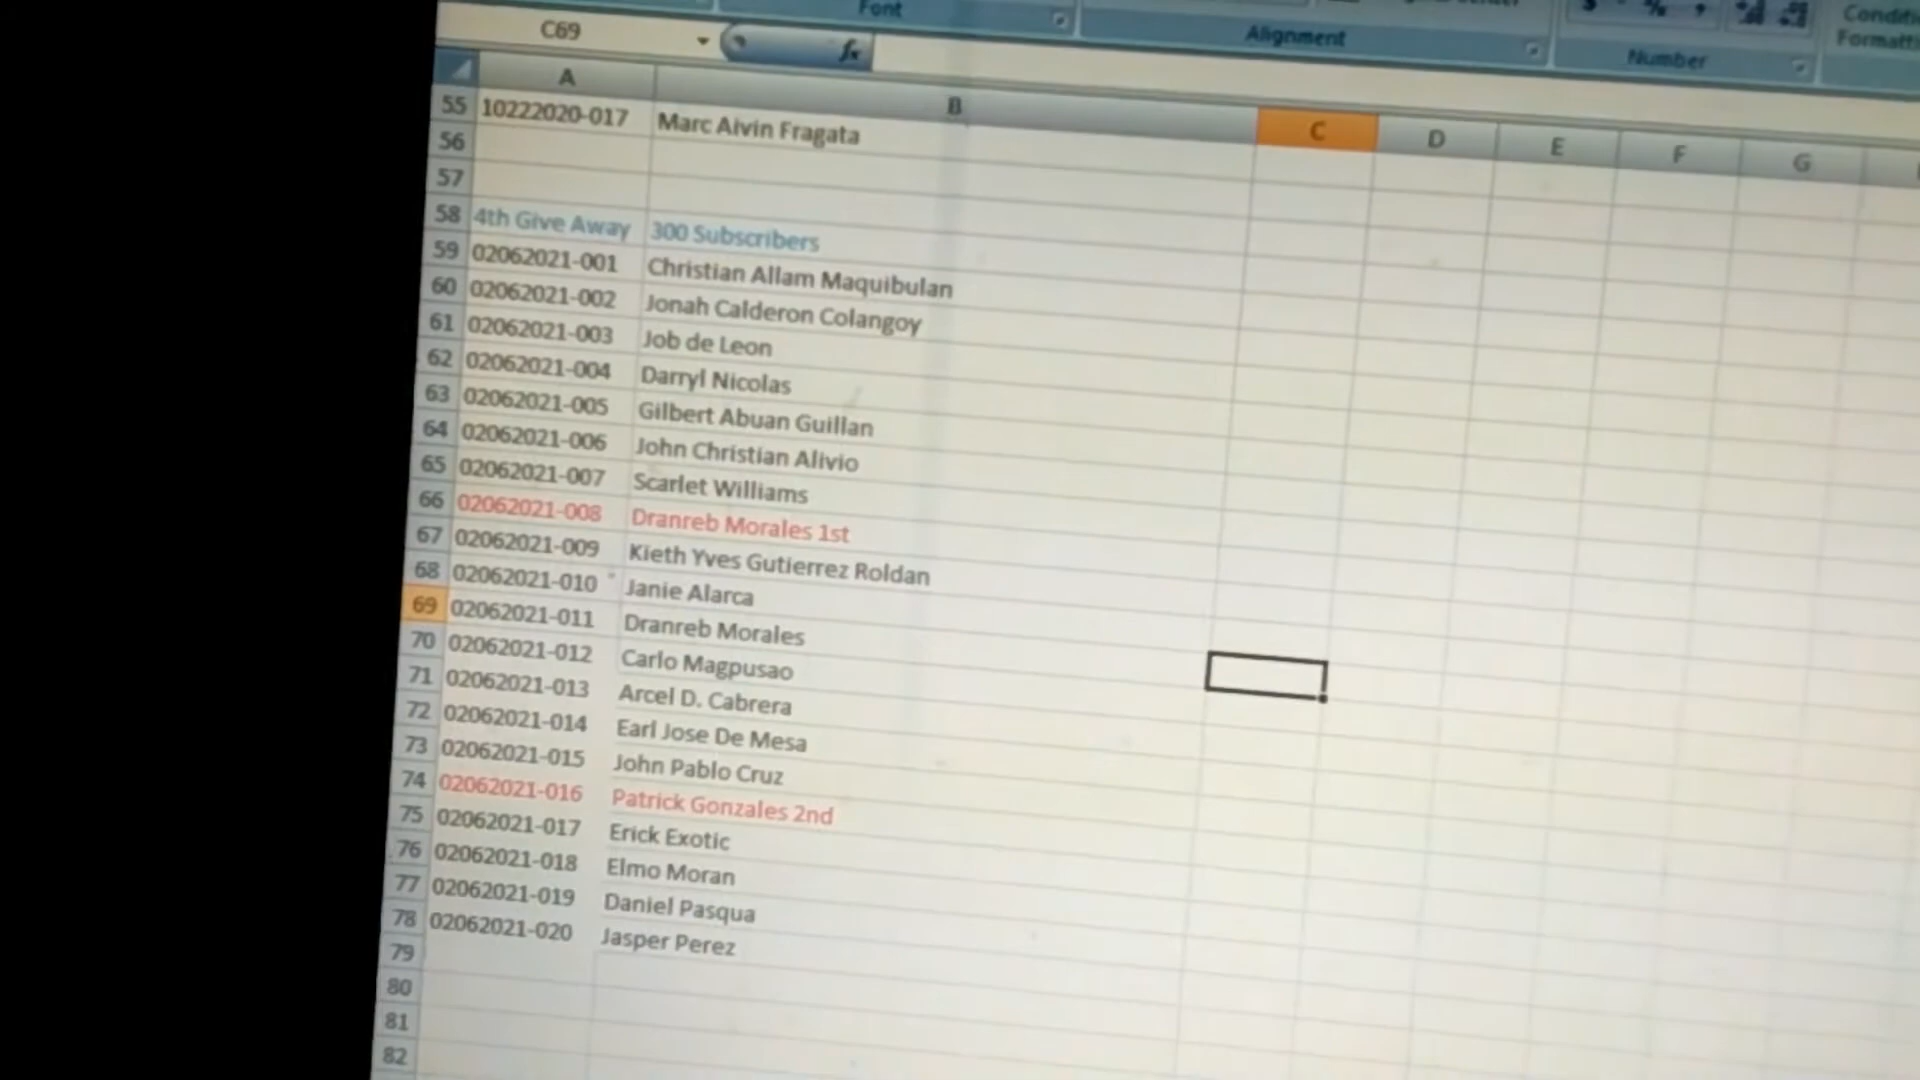 Font
Alignment
Number
Conditi
Formatti
C69
fx
A B C D E F G
55 10222020-017 Marc Alvin Fragata
56
57
58 4th Give Away 300 Subscribers
59 02062021-001 Christian Allam Maquibulan
60 02062021-002 Jonah Calderon Colangoy
61 02062021-003 Job de Leon
62 02062021-004 Darryl Nicolas
63 02062021-005 Gilbert Abuan Guillan
64 02062021-006 John Christian Alivio
65 02062021-007 Scarlet Williams
66 02062021-008 Dranreb Morales 1st
67 02062021-009 Kieth Yves Gutierrez Roldan
68 02062021-010 Janie Alarca
69 02062021-011 Dranreb Morales
70 02062021-012 Carlo Magpusao
71 02062021-013 Arcel D. Cabrera
72 02062021-014 Earl Jose De Mesa
73 02062021-015 John Pablo Cruz
74 02062021-016 Patrick Gonzales 2nd
75 02062021-017 Erick Exotic
76 02062021-018 Elmo Moran
77 02062021-019 Daniel Pasqua
78 02062021-020 Jasper Perez
79
80
81
82